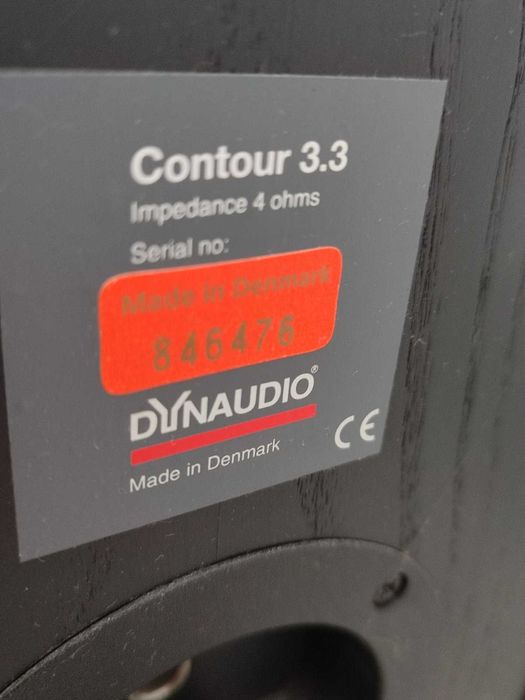 Contour 3.3
Impedance 4 ohms
Serial no:
Made in Denmark
846476
DYNAUDIO®
Made in Denmark
CE